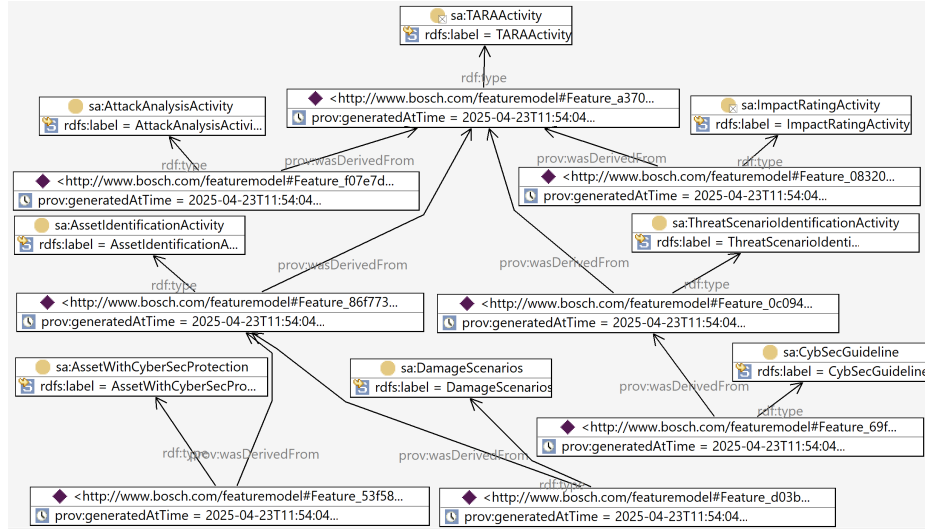 sa:TARAActivity
rdfs:label = TARAActivity
rdf:type
<http://www.bosch.com/featuremodel#Feature_a370...
prov:generatedAtTime = 2025-04-23T11:54:04...
sa:AttackAnalysisActivity
rdfs:label = AttackAnalysisActivi...
sa:ImpactRatingActivity
rdfs:label = ImpactRatingActivity
rdf:type
prov:wasDerivedFrom
prov:wasDerivedFrom
rdf:type
<http://www.bosch.com/featuremodel#Feature_f07e7d...
prov:generatedAtTime = 2025-04-23T11:54:04...
<http://www.bosch.com/featuremodel#Feature_08320...
prov:generatedAtTime = 2025-04-23T11:54:04...
sa:AssetIdentificationActivity
rdfs:label = AssetIdentificationA...
sa:ThreatScenarioIdentificationActivity
rdfs:label = ThreatScenarioIdenti...
prov:wasDerivedFrom
prov:wasDerivedFrom
rdf:type
rdf:type
<http://www.bosch.com/featuremodel#Feature_86f773...
prov:generatedAtTime = 2025-04-23T11:54:04...
<http://www.bosch.com/featuremodel#Feature_0c094...
prov:generatedAtTime = 2025-04-23T11:54:04...
sa:AssetWithCyberSecProtection
rdfs:label = AssetWithCyberSecPro...
sa:DamageScenarios
rdfs:label = DamageScenarios
sa:CybSecGuideline
rdfs:label = CybSecGuideline
prov:wasDerivedFrom
rdf:type
<http://www.bosch.com/featuremodel#Feature_69f...
prov:generatedAtTime = 2025-04-23T11:54:04...
rdf:type
prov:wasDerivedFrom
prov:wasDerivedFrom
rdf:type
<http://www.bosch.com/featuremodel#Feature_53f58...
prov:generatedAtTime = 2025-04-23T11:54:04...
<http://www.bosch.com/featuremodel#Feature_d03b...
prov:generatedAtTime = 2025-04-23T11:54:04...